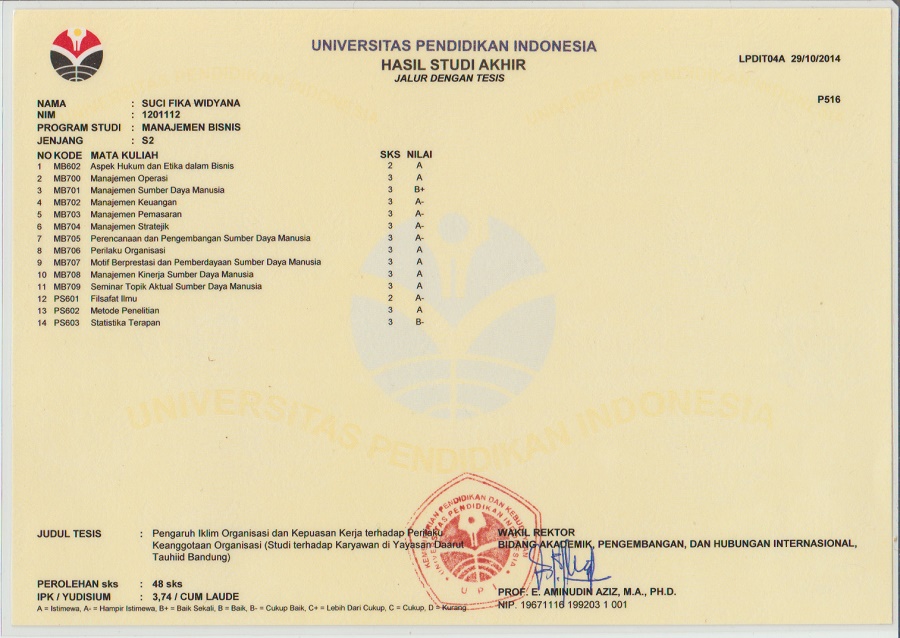 UNIVERSITAS PENDIDIKAN INDONESIA
HASIL STUDI AKHIR
JALUR DENGAN TESIS
LPDIT04A 29/10/2014
P516
NAMA : SUCI FIKA WIDYANA
NIM : 1201112
PROGRAM STUDI : MANAJEMEN BISNIS
JENJANG : S2
NO KODE MATA KULIAH SKS NILAI
1 MB602 Aspek Hukum dan Etika dalam Bisnis 2 A
2 MB700 Manajemen Operasi 3 A
3 MB701 Manajemen Sumber Daya Manusia 3 B+
4 MB702 Manajemen Keuangan 3 A-
5 MB703 Manajemen Pemasaran 3 A-
6 MB704 Manajemen Stratejik 3 A-
7 MB705 Perencanaan dan Pengembangan Sumber Daya Manusia 3 A-
8 MB706 Perilaku Organisasi 3 A
9 MB707 Motif Berprestasi dan Pemberdayaan Sumber Daya Manusia 3 A
10 MB708 Manajemen Kinerja Sumber Daya Manusia 3 A
11 MB709 Seminar Topik Aktual Sumber Daya Manusia 3 A
12 PS601 Filsafat Ilmu 2 A-
13 PS602 Metode Penelitian 3 A
14 PS603 Statistika Terapan 3 B-
UNIVERSITAS PENDIDIKAN INDONESIA
JUDUL TESIS : Pengaruh Iklim Organisasi dan Kepuasan Kerja terhadap Perilaku
Keanggotaan Organisasi (Studi terhadap Karyawan di Yayasan Daarut
Tauhiid Bandung)
WAKIL REKTOR
BIDANG AKADEMIK, PENGEMBANGAN, DAN HUBUNGAN INTERNASIONAL,
UNIVERSITAS PENDIDIKAN INDONESIA
UPI
PEROLEHAN sks : 48 sks
IPK / YUDISIUM : 3,74 / CUM LAUDE
A = Istimewa, A- = Hampir Istimewa, B+ = Baik Sekali, B = Baik, B- = Cukup Baik, C+ = Lebih Dari Cukup, C = Cukup, D = Kurang
PROF. E. AMINUDIN AZIZ, M.A., PH.D.
NIP. 19671116 199203 1 001